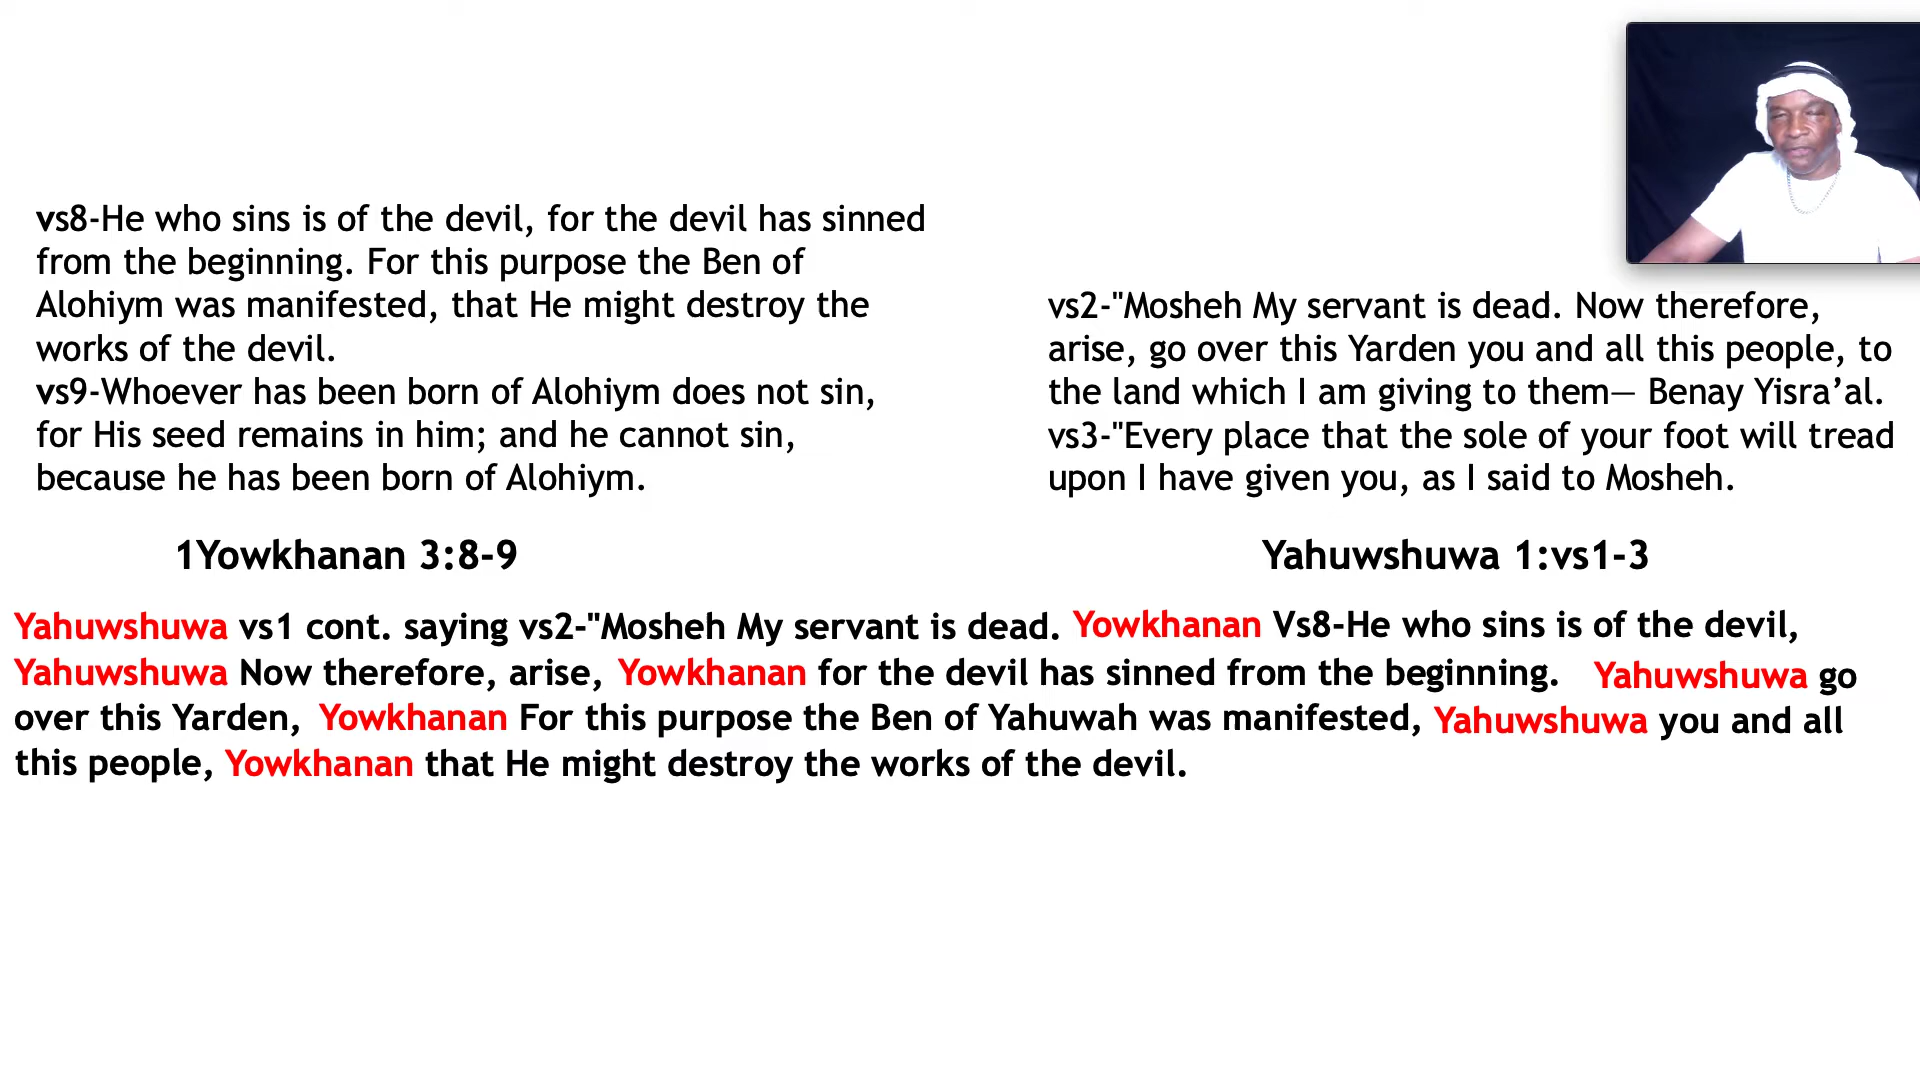 vs8-He who sins is of the devil, for the devil has sinned
from the beginning. For this purpose the Ben of
Alohiym was manifested, that He might destroy the
works of the devil.
vs9-Whoever has been born of Alohiym does not sin,
for His seed remains in him; and he cannot sin,
because he has been born of Alohiym.
1Yowkhanan 3:8-9
vs2-"Mosheh My servant is dead. Now therefore,
arise, go over this Yarden you and all this people, to
the land which I am giving to them— Benay Yisra’al.
vs3-"Every place that the sole of your foot will tread
upon I have given you, as I said to Mosheh.
Yahuwshuwa 1:vs1-3
Yahuwshuwa vs1 cont. saying vs2-"Mosheh My servant is dead. Yowkhanan Vs8-He who sins is of the devil,
Yahuwshuwa Now therefore, arise, Yowkhanan for the devil has sinned from the beginning. Yahuwshuwa go
over this Yarden, Yowkhanan For this purpose the Ben of Yahuwah was manifested, Yahuwshuwa you and all
this people, Yowkhanan that He might destroy the works of the devil.